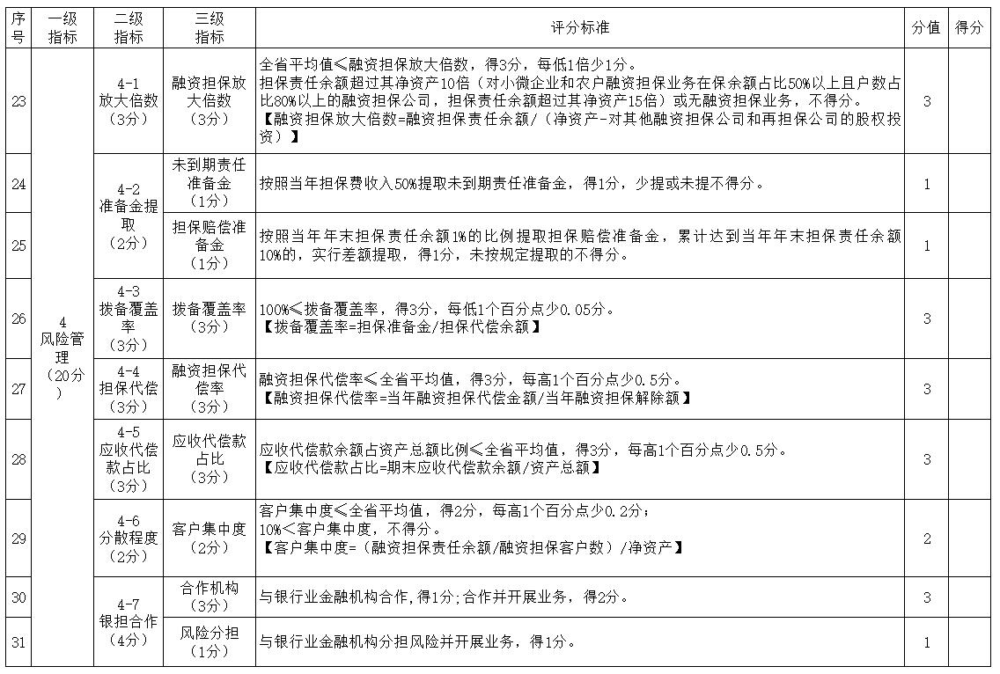 序号 一级指标 二级指标 三级指标 评分标准 分值 得分
4
风险管
理
（20分
）
23
4-1
放大倍数
（3分）
融资担保放
大倍数
（3分）
全省平均值≤融资担保放大倍数，得3分，每低1倍少1分。
担保责任余额超过其净资产10倍（对小微企业和农户融资担保业务在保余额占比50%以上且户数占
比80%以上的融资担保公司，担保责任余额超过其净资产15倍）或无融资担保业务，不得分。
【融资担保放大倍数=融资担保责任余额/（净资产-对其他融资担保公司和再担保公司的股权投
资）】
3
24
4-2
准备金提
取
（2分）
未到期责任
准备金
（1分）
按照当年担保费收入50%提取未到期责任准备金，得1分，少提或未提不得分。
1
25
担保赔偿准
备金
（1分）
按照当年年末担保责任余额1%的比例提取担保赔偿准备金，累计达到当年年末担保责任余额
10%的，实行差额提取，得1分，未按规定提取的不得分。
1
26
4-3
拨备覆盖
率
（3分）
拨备覆盖率
（3分）
100%≤拨备覆盖率，得3分，每低1个百分点少0.05分。
【拨备覆盖率=担保准备金/担保代偿余额】
3
27
4-4
担保代偿
（3分）
融资担保代
偿率
（3分）
融资担保代偿率≤全省平均值，得3分，每高1个百分点少0.5分。
【融资担保代偿率=当年融资担保代偿金额/当年融资担保解除额】
3
28
4-5
应收代偿
款占比
（3分）
应收代偿款
占比
（3分）
应收代偿款余额占资产总额比例≤全省平均值，得3分，每高1个百分点少0.5分。
【应收代偿款占比=期末应收代偿款余额/资产总额】
3
29
4-6
分散程度
（2分）
客户集中度
（2分）
客户集中度≤全省平均值，得2分，每高1个百分点少0.2分；
10%＜客户集中度，不得分。
【客户集中度=（融资担保责任余额/融资担保客户数）/净资产】
2
30
4-7
银担合作
（4分）
合作机构
（3分）
与银行业金融机构合作,得1分;合作并开展业务，得2分。
3
31
风险分担
（1分）
与银行业金融机构分担风险并开展业务，得1分。
1